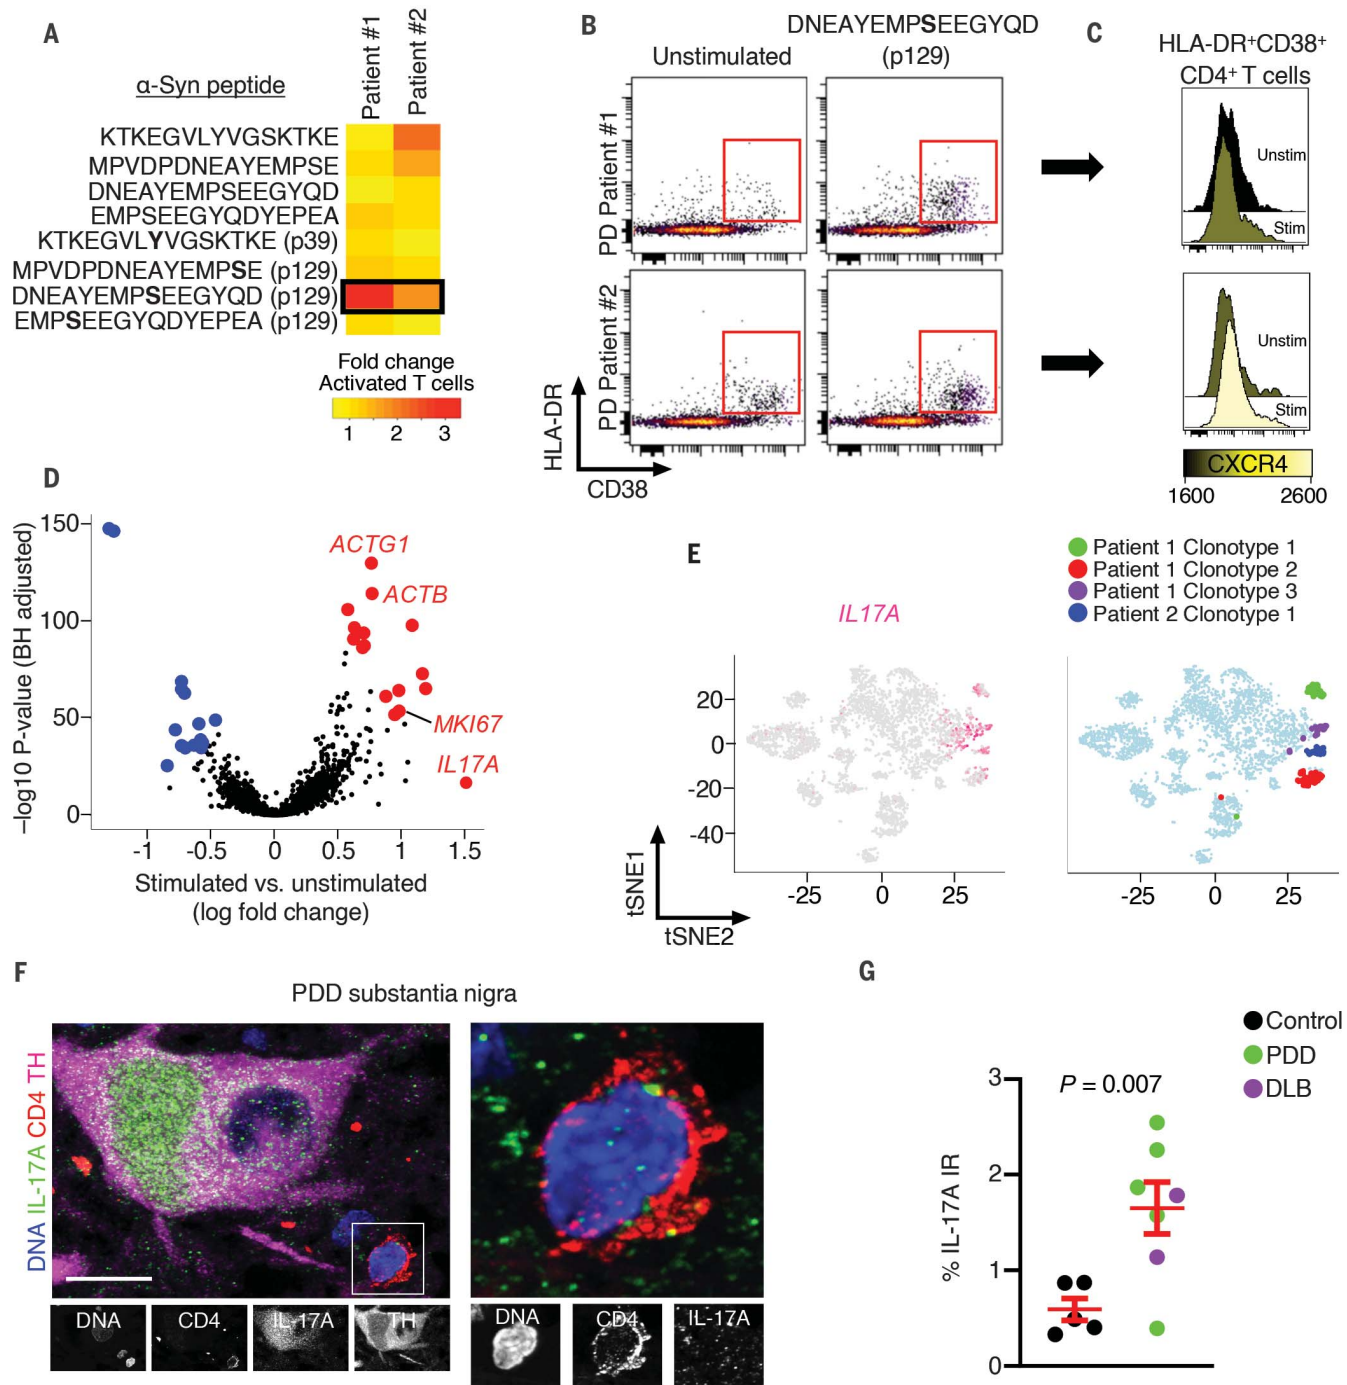 A
α-Syn peptide
Patient #1
Patient #2
KTKEGVLYVGSKTKE
MPVDPDNEAYEMPSE
DNEAYEMPSEEGYQD
EMPSEEGYQDYEPEA
KTKEGVLYVGSKTKE (p39)
MPVDPDNEAYEMPSE (p129)
DNEAYEMPSEEGYQD (p129)
EMPSEEGYQDYEPEA (p129)
Fold change
Activated T cells
1 2 3
B
Unstimulated
DNEAYEMPSEEGYQD
(p129)
PD Patient #1
PD Patient #2
HLA-DR
CD38
C
HLA-DR+CD38+
CD4+ T cells
Unstim
Stim
Unstim
Stim
CXCR4
1600 2600
D
–log10 P-value (BH adjusted)
150
100
50
0
ACTG1
ACTB
MKI67
IL17A
-1 -0.5 0 0.5 1 1.5
Stimulated vs. unstimulated
(log fold change)
E
Patient 1 Clonotype 1
Patient 1 Clonotype 2
Patient 1 Clonotype 3
Patient 2 Clonotype 1
IL17A
20
0
-20
-40
-25 0 25
-25 0 25
tSNE1
tSNE2
F
PDD substantia nigra
DNA IL-17A CD4 TH
DNA
CD4
IL-17A
TH
DNA
CD4
IL-17A
G
Control
PDD
DLB
P = 0.007
% IL-17A IR
3
2
1
0